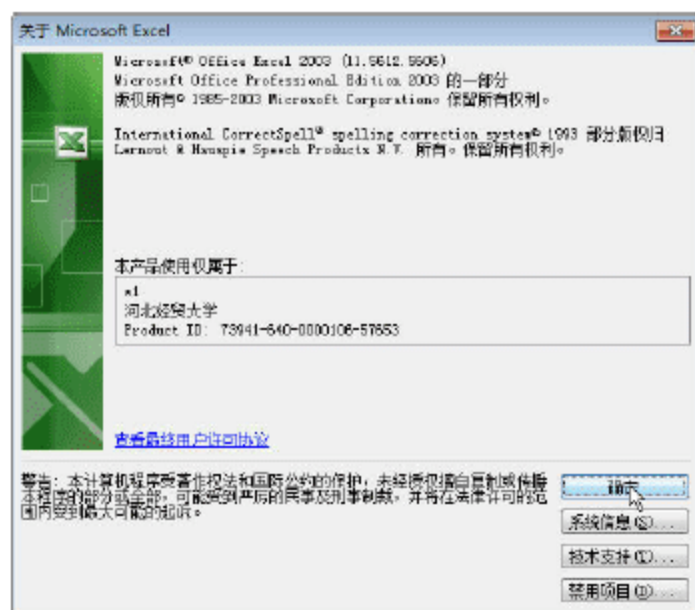 关于 Microsoft Excel
Microsoft® Office Excel 2003 (11.5612.5606)
Microsoft Office Professional Edition 2003 的一部分
版权所有© 1985-2003 Microsoft Corporation。保留所有权利。
International CorrectSpell® spelling correction system© 1993 部分版权归
Lernout & Hauspie Speech Products N.V. 所有。保留所有权利。
本产品使用权属于:
x1
河北经贸大学
Product ID: 73941-640-0000106-57653
查看最终用户许可协议
警告: 本计算机程序受著作权法和国际公约的保护，未经授权擅自复制或传播
本程序的部分或全部，可能受到严厉的民事及刑事制裁，并将在法律许可的范
围内受到最大可能的起诉。
确定
系统信息(S)...
技术支持(T)...
禁用项目(D)...